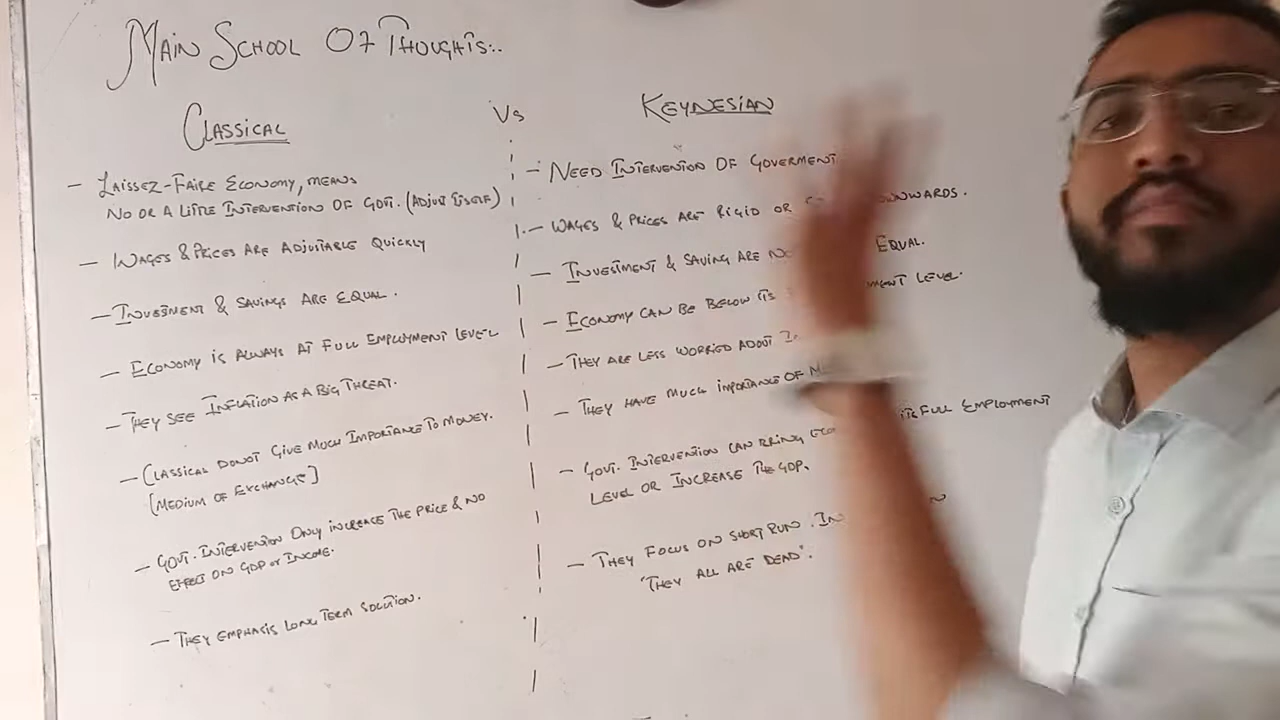 MAIN SCHOOL OF THOUGHTS:.
CLASSICAL
Vs
KEYNESIAN
- LAISSEZ-FAIRE ECONOMY, MEANS
NO OR A LITTLE INTERVENTION OF GOVT. (ADJUST ITSELF)
- WAGES & PRICES ARE ADJUSTABLE QUICKLY
- INVESTMENT & SAVINGS ARE EQUAL.
- ECONOMY IS ALWAYS AT FULL EMPLOYMENT LEVEL
- THEY SEE INFLATION AS A BIG THREAT.
- CLASSICAL DO NOT GIVE MUCH IMPORTANCE TO MONEY.
[MEDIUM OF EXCHANGE]
- GOVT. INTERVENTION ONLY INCREASE THE PRICE & NO
EFFECT ON GDP or INCOME.
- THEY EMPHASIS LONG TERM SOLUTION.
- NEED INTERVENTION OF GOVERMENT
- WAGES & PRICES ARE RIGID OR DOWNWARDS.
- INVESTMENT & SAVING ARE EQUAL.
- ECONOMY CAN BE BELOW ITS LEVEL.
- THEY ARE LESS WORRIED ABOUT
- THEY HAVE MUCH IMPORTANCE OF
- GOVT. INTERVENTION CAN BRING ITS FULL EMPLOYMENT
LEVEL OR INCREASE THE GDP.
- THEY FOCUS ON SHORT RUN. IN
"THEY ALL ARE DEAD".